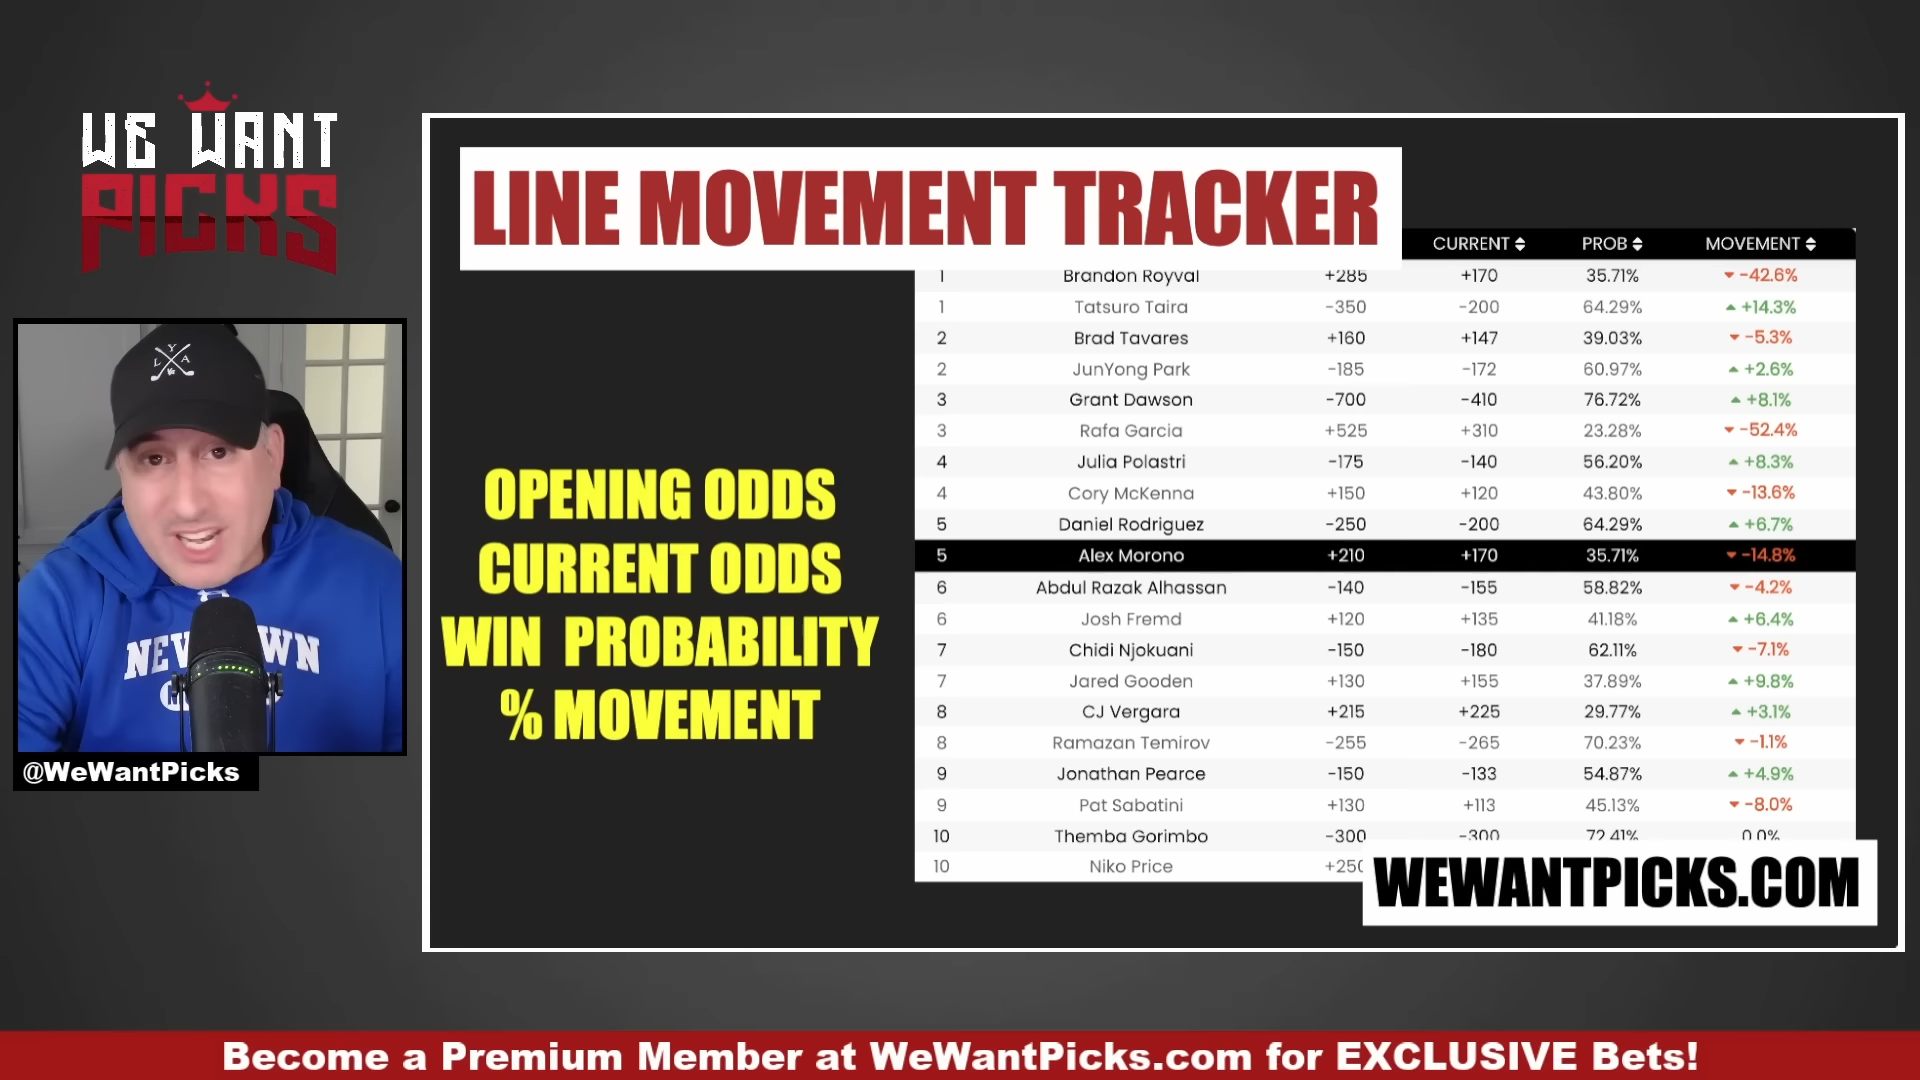 WE WANT
PICKS
LINE MOVEMENT TRACKER
CURRENT PROB MOVEMENT
1 Brandon Royval +285 +170 35.71% -42.6%
1 Tatsuro Taira -350 -200 64.29% +14.3%
2 Brad Tavares +160 +147 39.03% -5.3%
2 JunYong Park -185 -172 60.97% +2.6%
3 Grant Dawson -700 -410 76.72% +8.1%
3 Rafa Garcia +525 +310 23.28% -52.4%
4 Julia Polastri -175 -140 56.20% +8.3%
4 Cory McKenna +150 +120 43.80% -13.6%
5 Daniel Rodriguez -250 -200 64.29% +6.7%
5 Alex Morono +210 +170 35.71% -14.8%
6 Abdul Razak Alhassan -140 -155 58.82% -4.2%
6 Josh Fremd +120 +135 41.18% +6.4%
7 Chidi Njokuani -150 -180 62.11% -7.1%
7 Jared Gooden +130 +155 37.89% +9.8%
8 CJ Vergara +215 +225 29.77% +3.1%
8 Ramazan Temirov -255 -265 70.23% -1.1%
9 Jonathan Pearce -150 -133 54.87% +4.9%
9 Pat Sabatini +130 +113 45.13% -8.0%
10 Themba Gorimbo -300 -300 72.41% 0.0%
10 Niko Price +250
OPENING ODDS
CURRENT ODDS
WIN PROBABILITY
% MOVEMENT
L Y A
@WeWantPicks
WEWANTPICKS.COM
Become a Premium Member at WeWantPicks.com for EXCLUSIVE Bets!